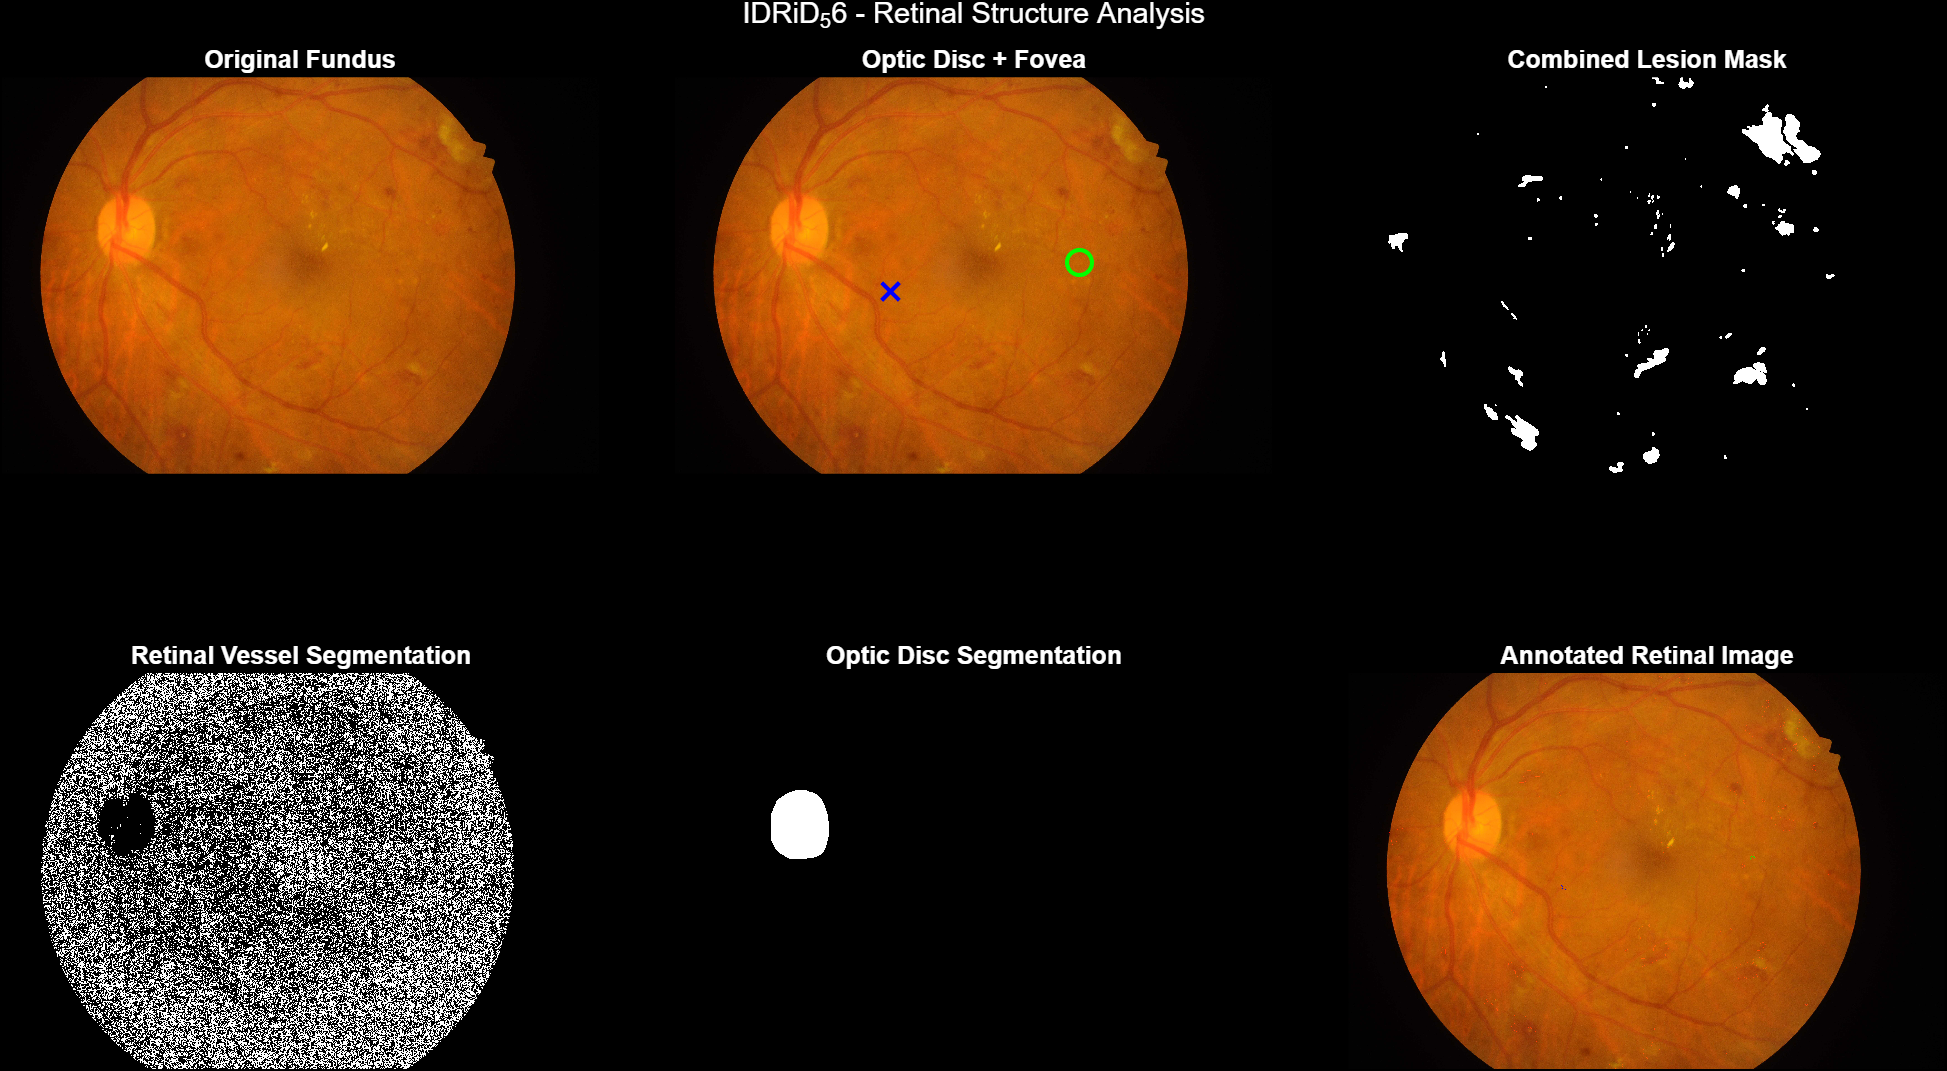 IDRiD₅6 - Retinal Structure Analysis
Original Fundus
Optic Disc + Fovea
Combined Lesion Mask
Retinal Vessel Segmentation
Optic Disc Segmentation
Annotated Retinal Image